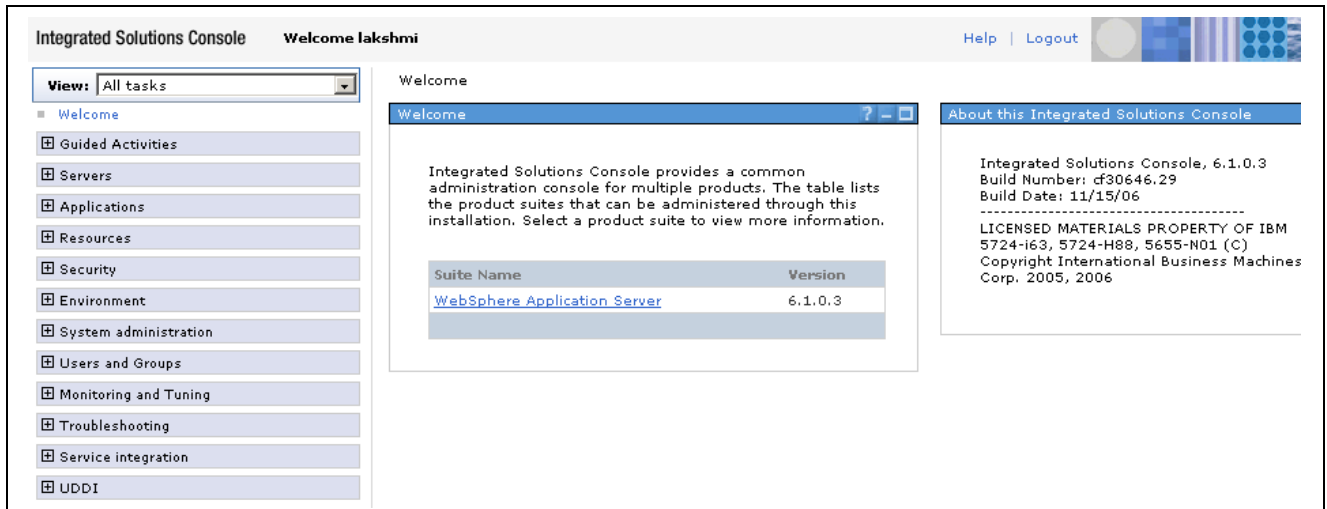 Integrated Solutions Console Welcome lakshmi Help | Logout
View: All tasks
Welcome
Guided Activities
Servers
Applications
Resources
Security
Environment
System administration
Users and Groups
Monitoring and Tuning
Troubleshooting
Service integration
UDDI
Welcome
Welcome ?
Integrated Solutions Console provides a common
administration console for multiple products. The table lists
the product suites that can be administered through this
installation. Select a product suite to view more information.
Suite Name Version
WebSphere Application Server 6.1.0.3
About this Integrated Solutions Console
Integrated Solutions Console, 6.1.0.3
Build Number: cf30646.29
Build Date: 11/15/06
--------------------------------------
LICENSED MATERIALS PROPERTY OF IBM
5724-i63, 5724-H88, 5655-N01 (C)
Copyright International Business Machines
Corp. 2005, 2006